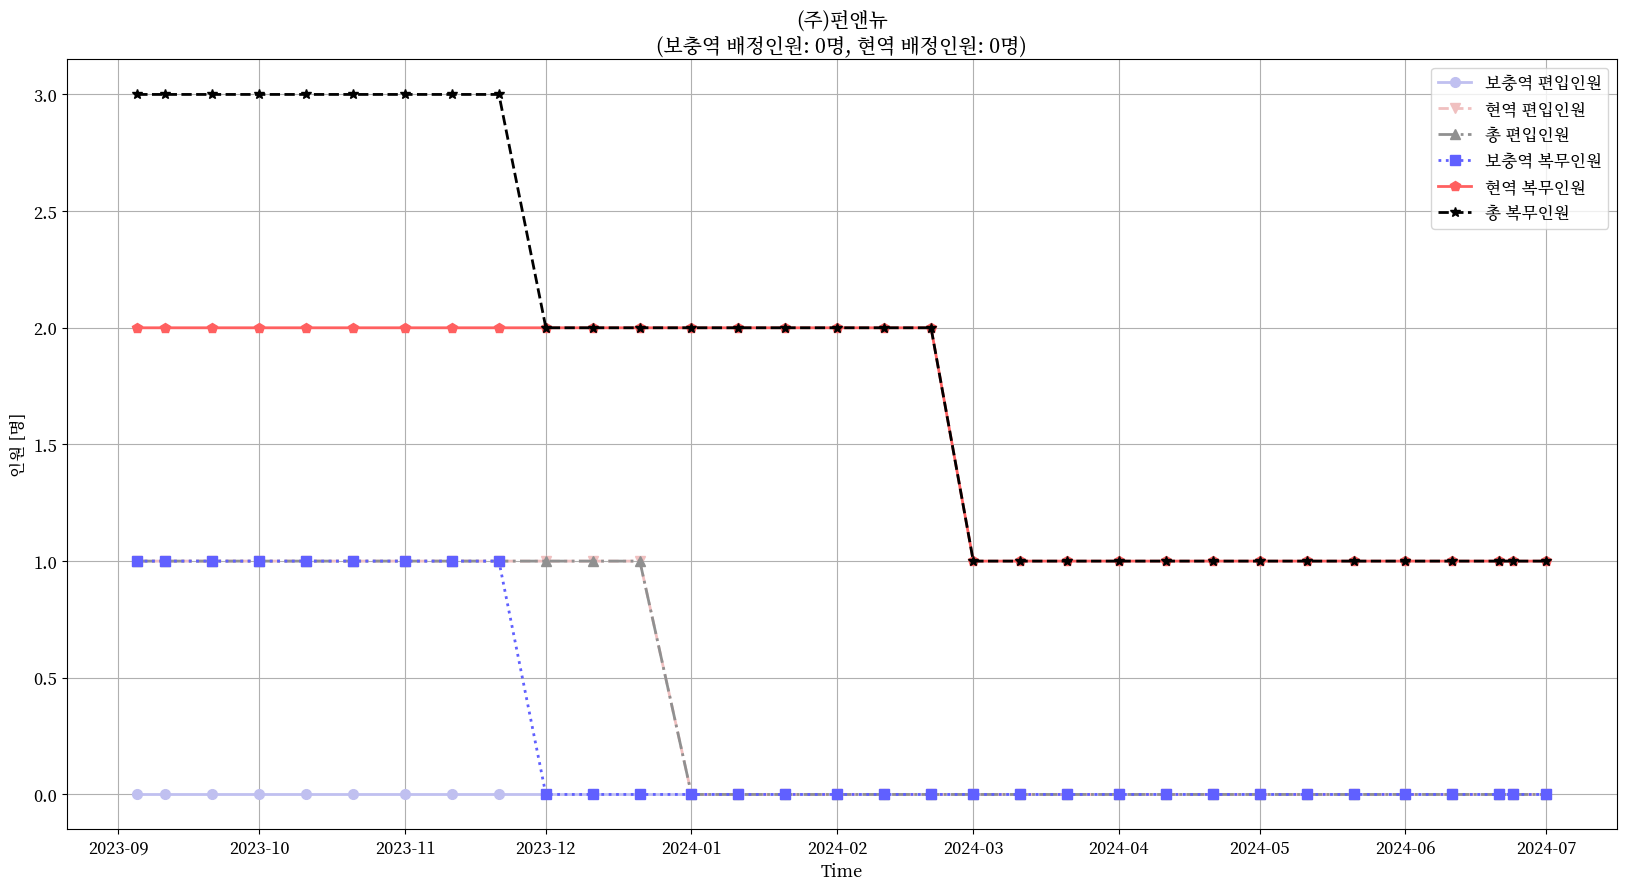 (주)펀앤뉴
(보충역 배정인원: 0명, 현역 배정인원: 0명)
보충역 편입인원
현역 편입인원
총 편입인원
보충역 복무인원
현역 복무인원
총 복무인원
인원 [명]
3.0
2.5
2.0
1.5
1.0
0.5
0.0
2023-09 2023-10 2023-11 2023-12 2024-01 2024-02 2024-03 2024-04 2024-05 2024-06 2024-07
Time